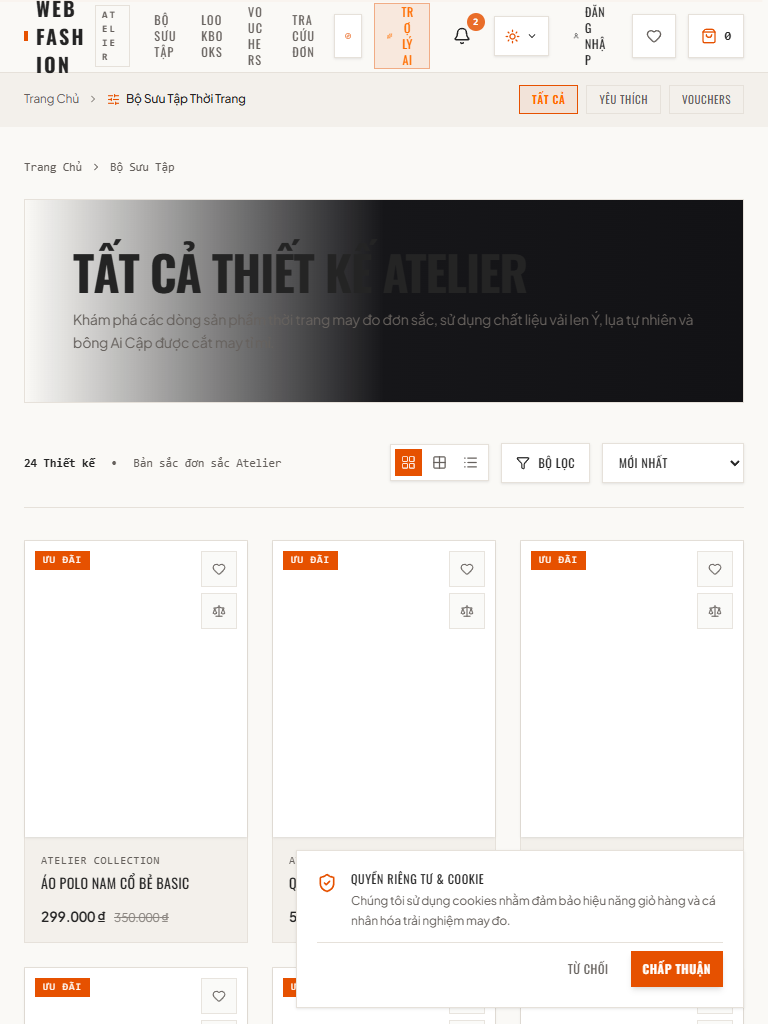 WEB
FASH
ION
AT
EL
IE
R
BỘ
SƯU
TẬP
LOO
KBO
OKS
VO
UC
HE
RS
TRA
CỨU
ĐƠN
TR
Ợ
LÝ
AI
2
ĐĂN
G
NHẬ
P
0
Trang Chủ
Bộ Sưu Tập Thời Trang
TẤT CẢ
YÊU THÍCH
VOUCHERS
Trang Chủ
Bộ Sưu Tập
TẤT CẢ THIẾT KẾ ATELIER
Khám phá các dòng sản phẩm thời trang may đo đơn sắc, sử dụng chất liệu vải len Ý, lụa tự nhiên và
bông Ai Cập được cắt may
24 Thiết kế • Bản sắc đơn sắc Atelier
BỘ LỌC
MỚI NHẤT
ƯU ĐÃI
ƯU ĐÃI
ƯU ĐÃI
ATELIER COLLECTION
ÁO POLO NAM CỔ BẺ BASIC
299.000 ₫ 350.000 ₫
A
Q
5
QUYỀN RIÊNG TƯ & COOKIE
Chúng tôi sử dụng cookies nhằm đảm bảo hiệu năng giỏ hàng và cá
nhân hóa trải nghiệm may đo.
TỪ CHỐI
CHẤP THUẬN
ƯU ĐÃI